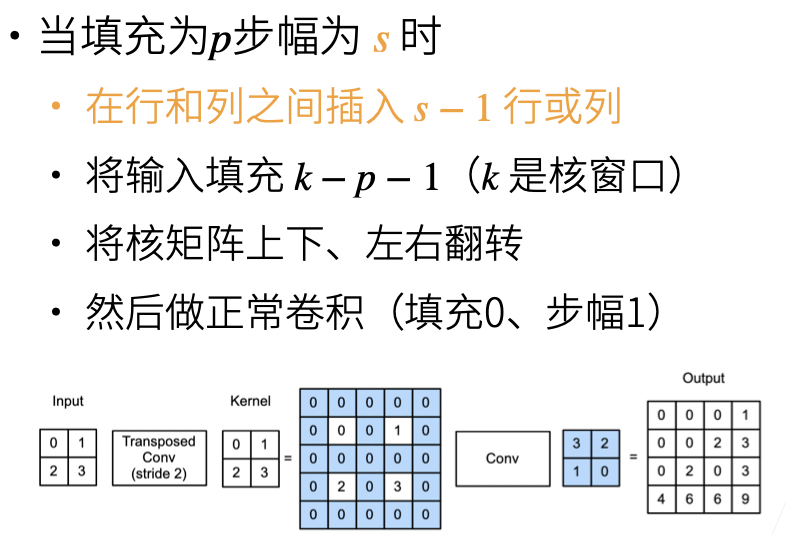 • 当填充为p步幅为 s 时
• 在行和列之间插入 s − 1 行或列
• 将输入填充 k − p − 1（k 是核窗口）
• 将核矩阵上下、左右翻转
• 然后做正常卷积（填充0、步幅1）
Input
0 1
2 3
Transposed
Conv
(stride 2)
Kernel
0 1
2 3
=
0 0 0 0 0
0 0 0 1 0
0 0 0 0 0
0 2 0 3 0
0 0 0 0 0
Conv
3 2
1 0
=
Output
0 0 0 1
0 0 2 3
0 2 0 3
4 6 6 9